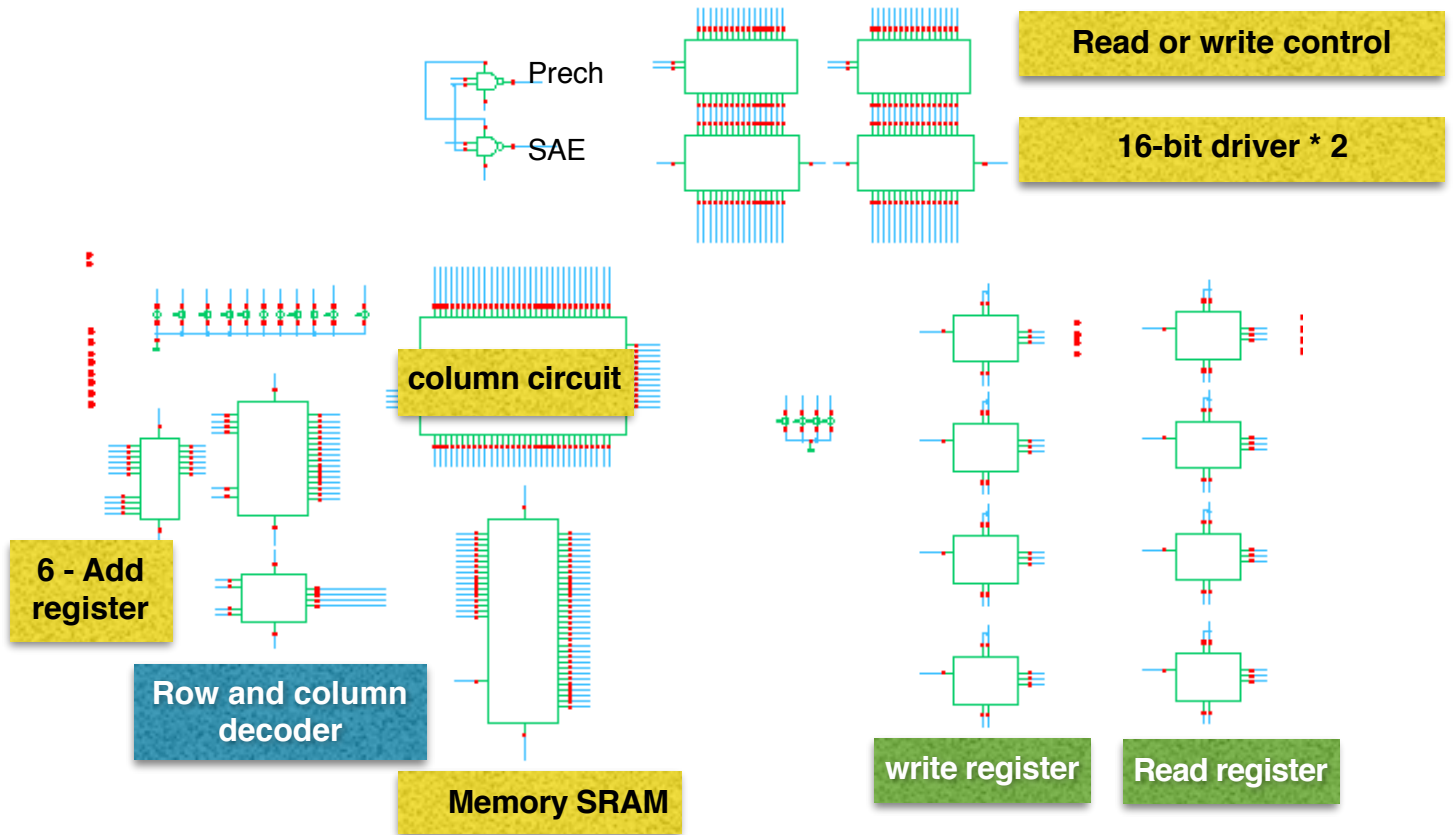 Read or write control
Prech
16-bit driver * 2
SAE
column circuit
6 - Add
register
Row and column
decoder
write register
Read register
Memory SRAM